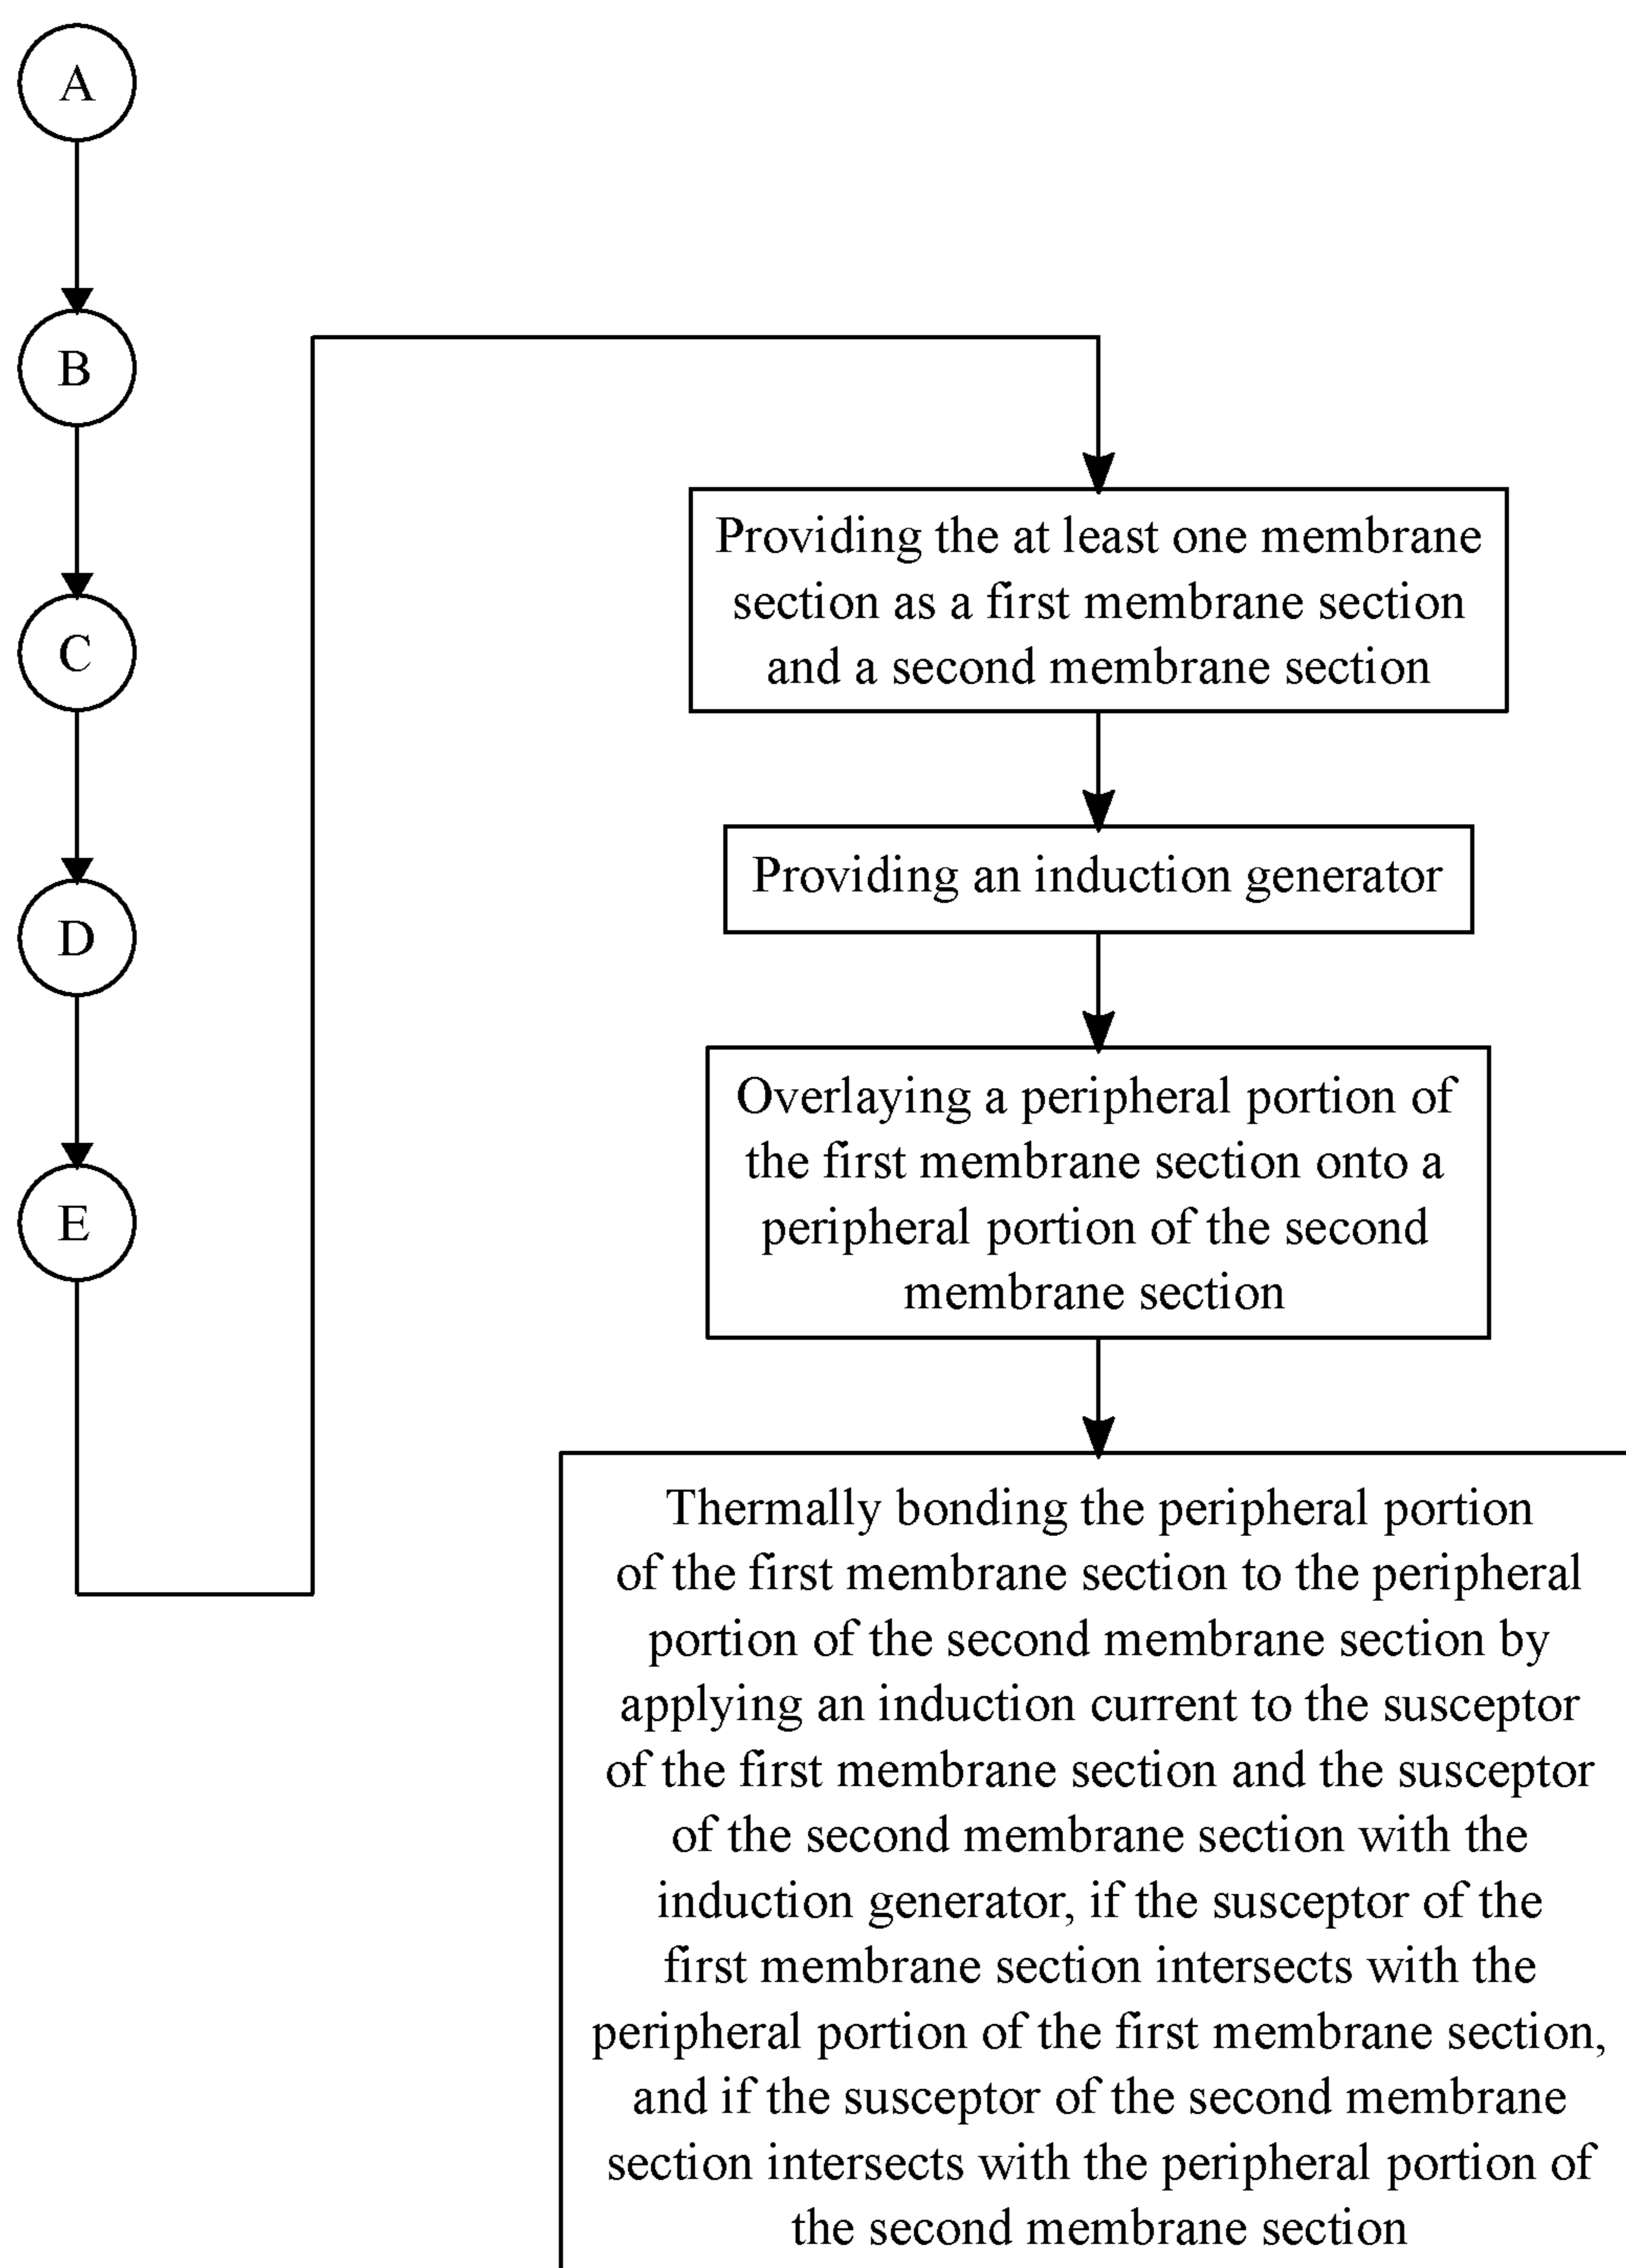 A
B
C
D
E
Providing the at least one membrane
section as a first membrane section
and a second membrane section
Providing an induction generator
Overlaying a peripheral portion of
the first membrane section onto a
peripheral portion of the second
membrane section
Thermally bonding the peripheral portion
of the first membrane section to the peripheral
portion of the second membrane section by
applying an induction current to the susceptor
of the first membrane section and the susceptor
of the second membrane section with the
induction generator, if the susceptor of the
first membrane section intersects with the
peripheral portion of the first membrane section,
and if the susceptor of the second membrane
section intersects with the peripheral portion of
the second membrane section